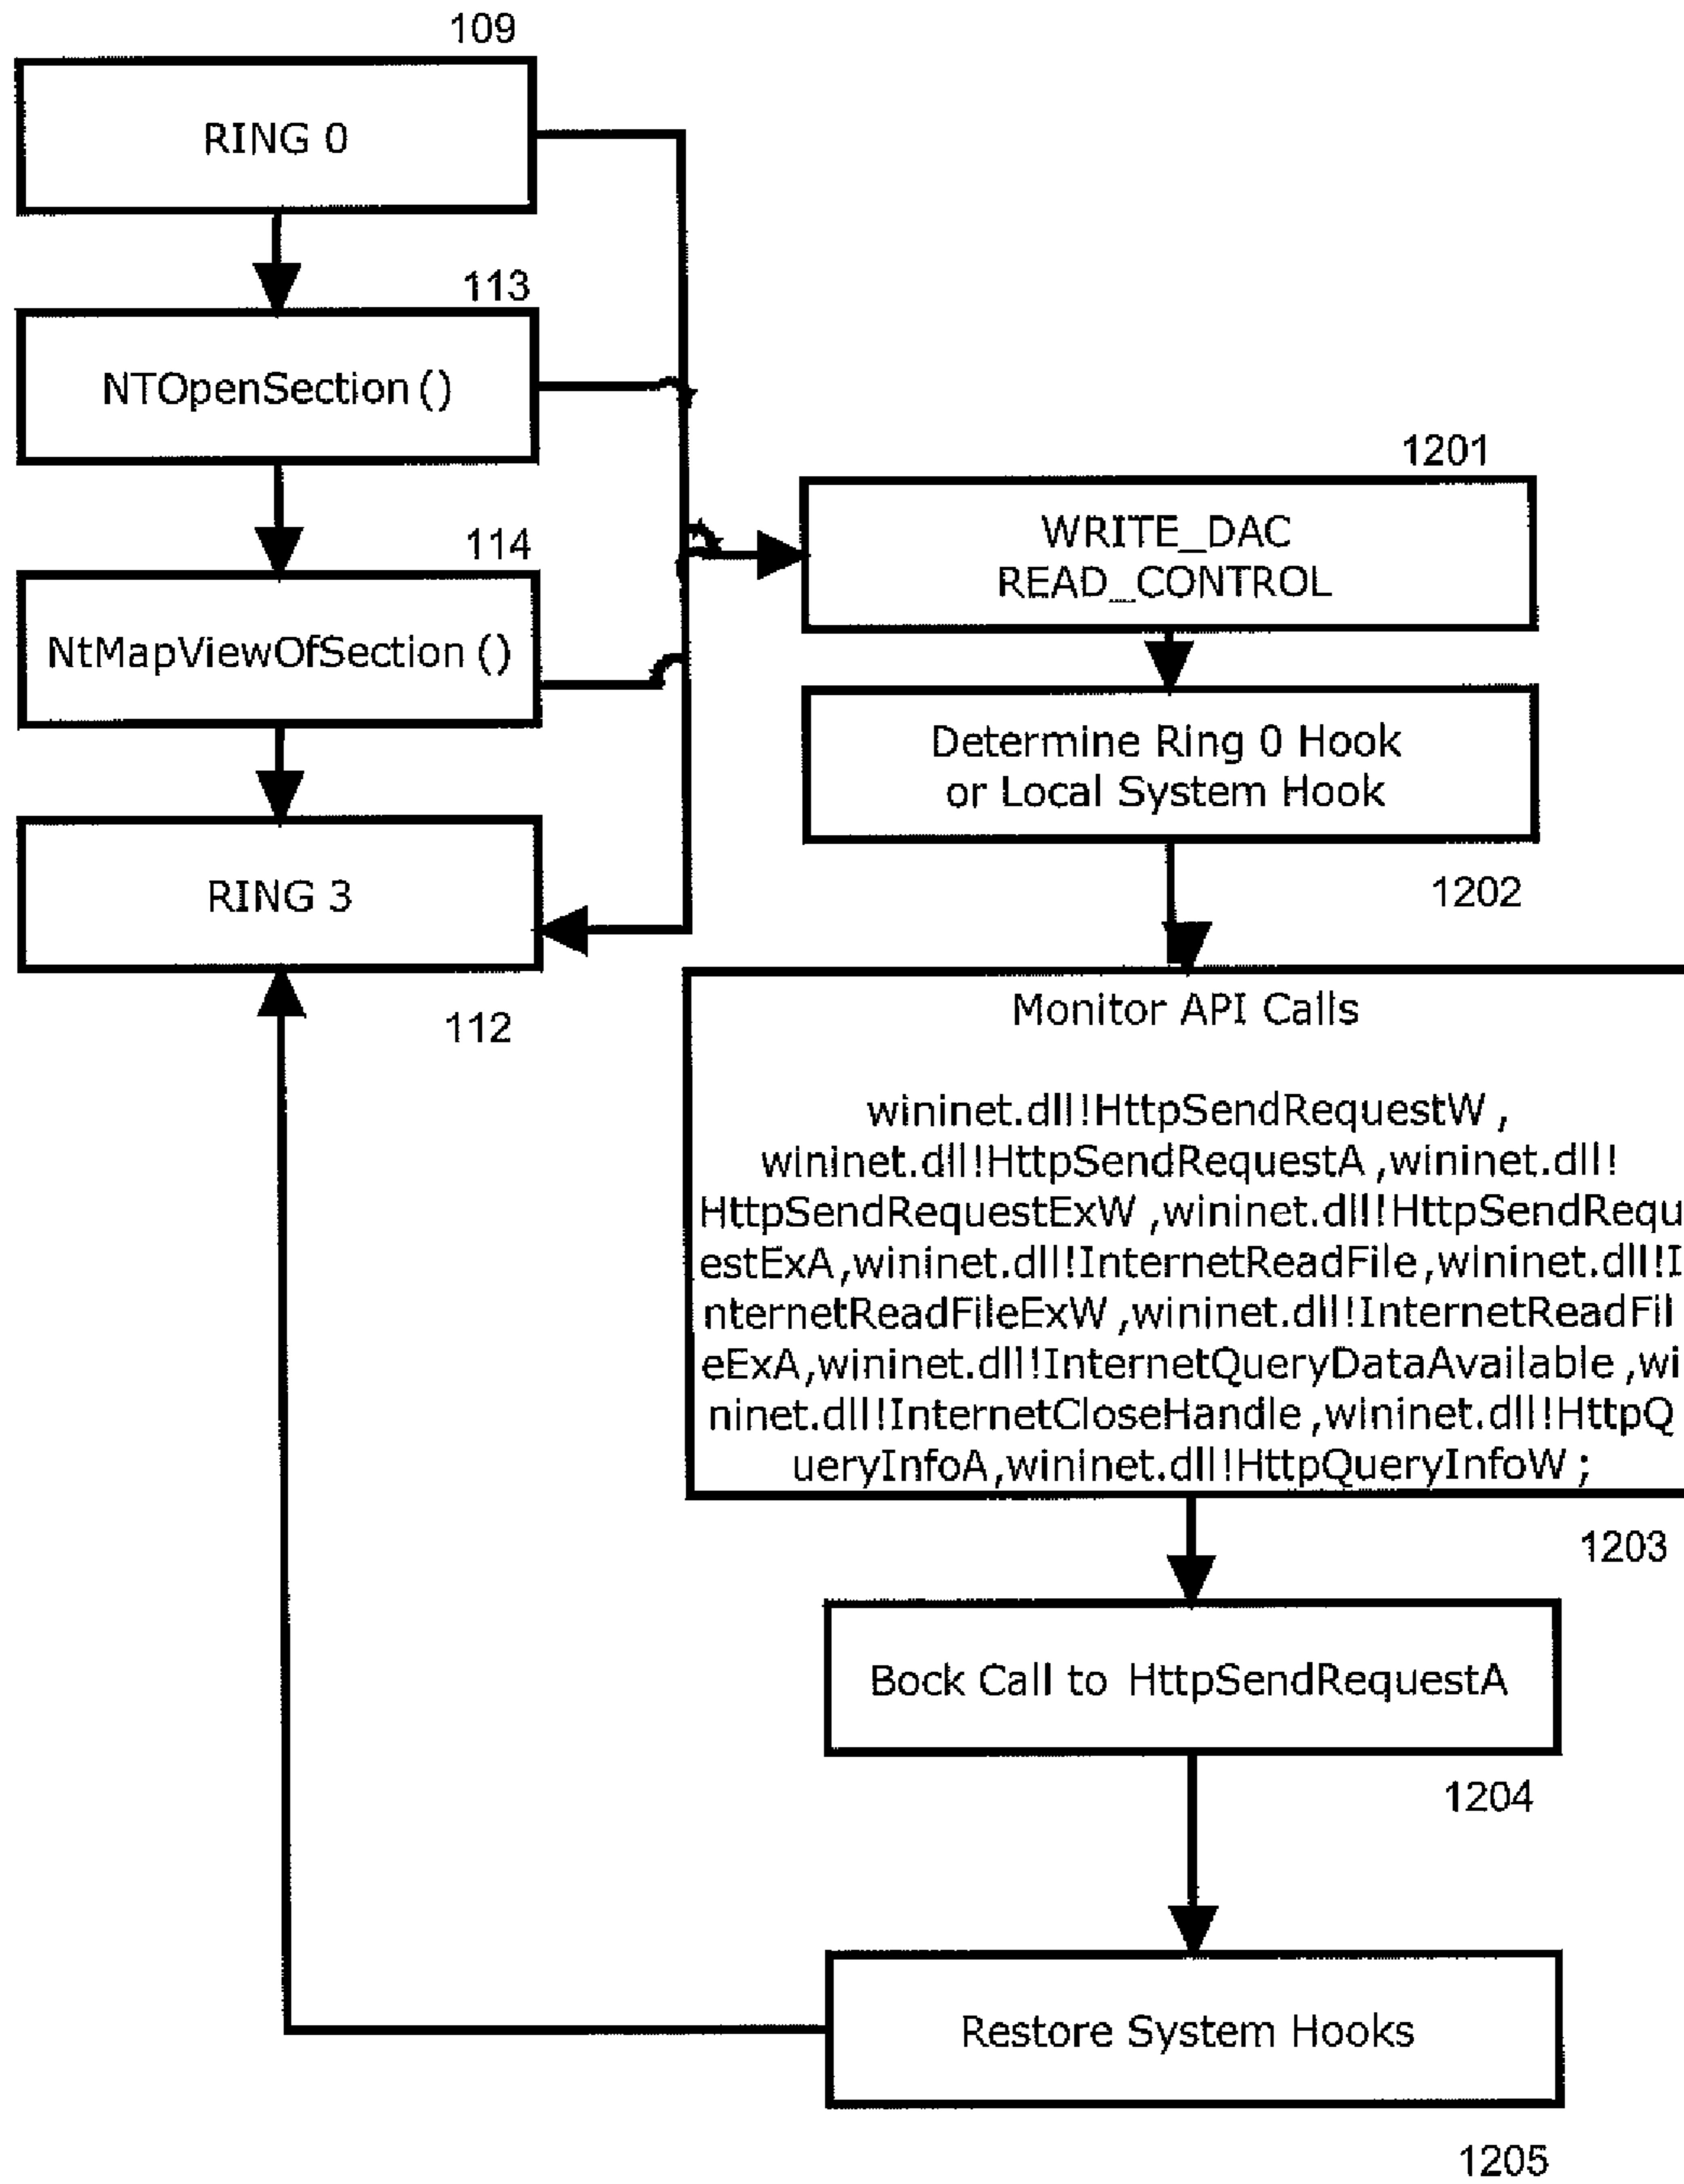 109
RING 0
113
NTOpenSection ()
114
NtMapViewOfSection ()
RING 3
112
1201
WRITE_DAC
READ_CONTROL
Determine Ring 0 Hook
or Local System Hook
1202
Monitor API Calls
wininet.dll!HttpSendRequestW ,
wininet.dll!HttpSendRequestA ,wininet.dll!
HttpSendRequestExW ,wininet.dll!HttpSendRequ
estExA,wininet.dll!InternetReadFile,wininet.dll!I
nternetReadFileExW ,wininet.dll!InternetReadFil
eExA,wininet.dll!InternetQueryDataAvailable ,wi
ninet.dll!InternetCloseHandle ,wininet.dll!HttpQ
ueryInfoA,wininet.dll!HttpQueryInfoW ;
1203
Bock Call to HttpSendRequestA
1204
Restore System Hooks
1205